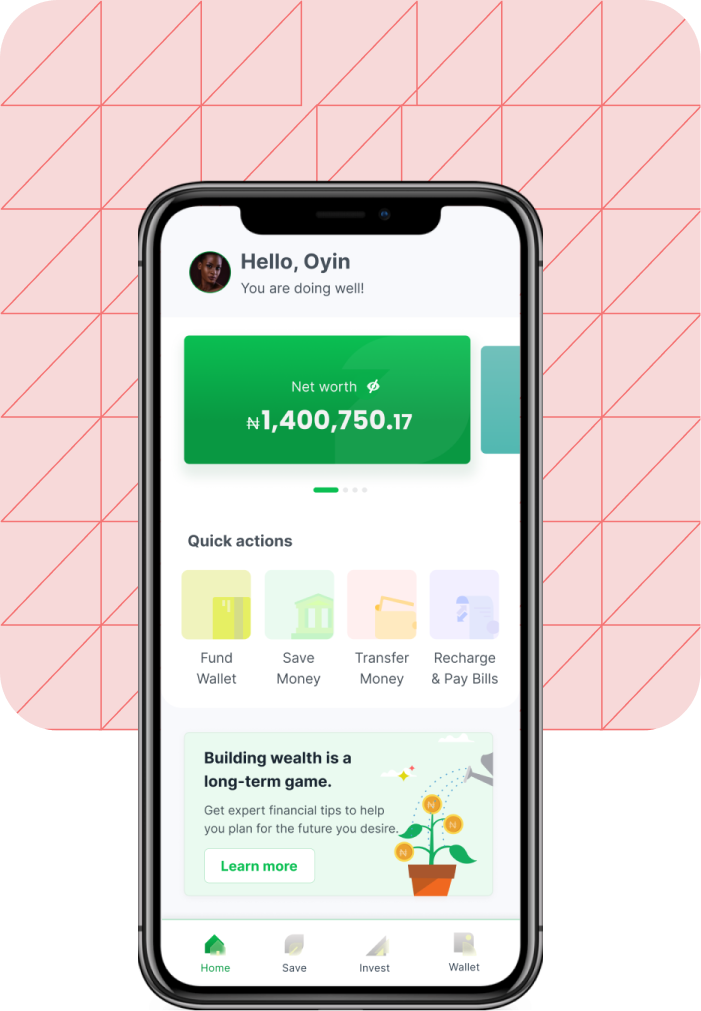 Hello, Oyin
You are doing well!
Net worth
₦1,400,750.17
Quick actions
Fund
Wallet
Save
Money
Transfer
Money
Recharge
& Pay Bills
Building wealth is a
long-term game.
Get expert financial tips to help
you plan for the future you desire.
N
N
N
Learn more
Home
Save
Invest
Wallet